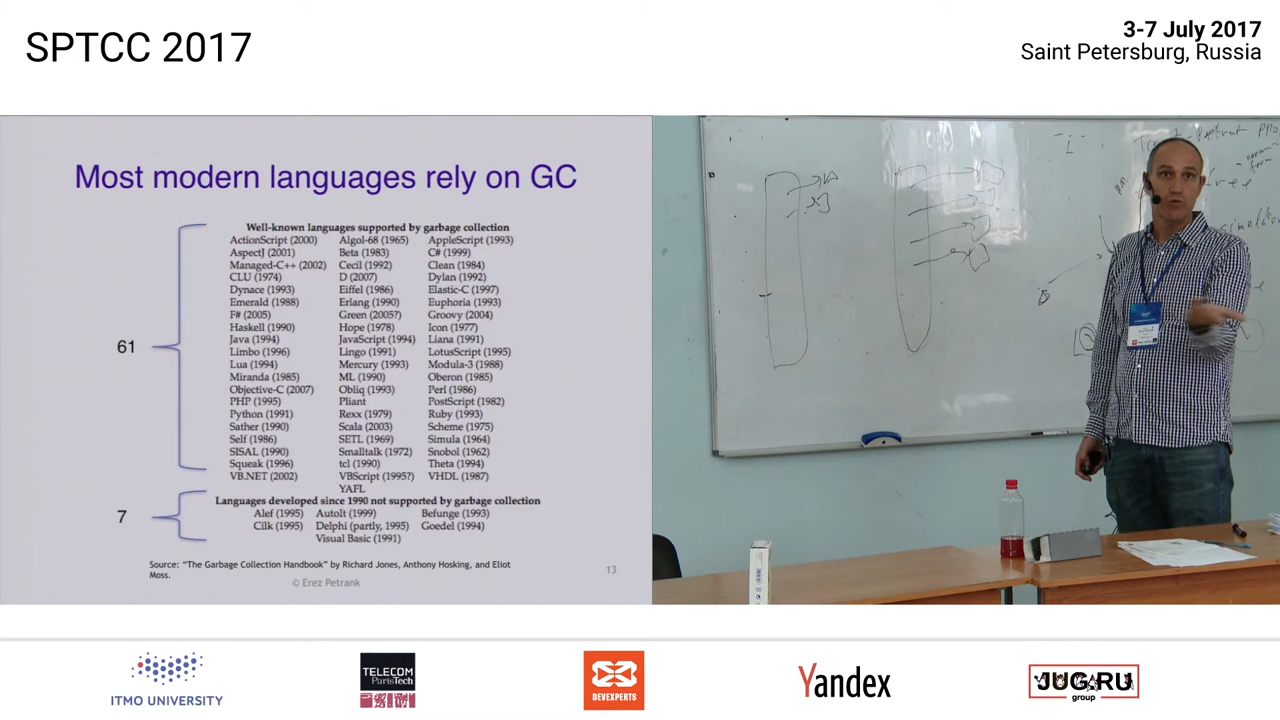 SPTCC 2017
3-7 July 2017
Saint Petersburg, Russia
Most modern languages rely on GC
Well-known languages supported by garbage collection
ActionScript (2000) Algol-68 (1965) AppleScript (1993)
AspectJ (2001) Beta (1983) C# (1999)
Managed-C++ (2002) Cecil (1992) Clean (1984)
CLU (1974) D (2007) Dylan (1992)
Dynace (1993) Eiffel (1986) Elastic-C (1997)
Emerald (1988) Erlang (1990) Euphoria (1993)
F# (2005) Green (2005?) Groovy (2004)
Haskell (1990) Hope (1978) Icon (1977)
Java (1994) JavaScript (1994) Liana (1991)
61
Limbo (1996) Lingo (1991) LotusScript (1995)
Lua (1994) Mercury (1993) Modula-3 (1988)
Miranda (1985) ML (1990) Oberon (1985)
Objective-C (2007) Obliq (1993) Perl (1986)
PHP (1995) Pliant PostScript (1982)
Python (1991) Rexx (1979) Ruby (1993)
Sather (1990) Scala (2003) Scheme (1975)
Self (1986) SETL (1969) Simula (1964)
SISAL (1990) Smalltalk (1972) Snobol (1962)
Squeak (1996) tcl (1990) Theta (1994)
VB.NET (2002) VBScript (1995?) VHDL (1987)
YAFL
Languages developed since 1990 not supported by garbage collection
Alef (1995) AutoIt (1999) Befunge (1993)
7
Cilk (1995) Delphi (partly, 1995) Goedel (1994)
Visual Basic (1991)
Source: "The Garbage Collection Handbook" by Richard Jones, Anthony Hosking, and Eliot
Moss.
© Erez Petrank
13
ITMO UNIVERSITY
TELECOM
ParisTech
DEVEXPERTS
Yandex
JUG.RU
group